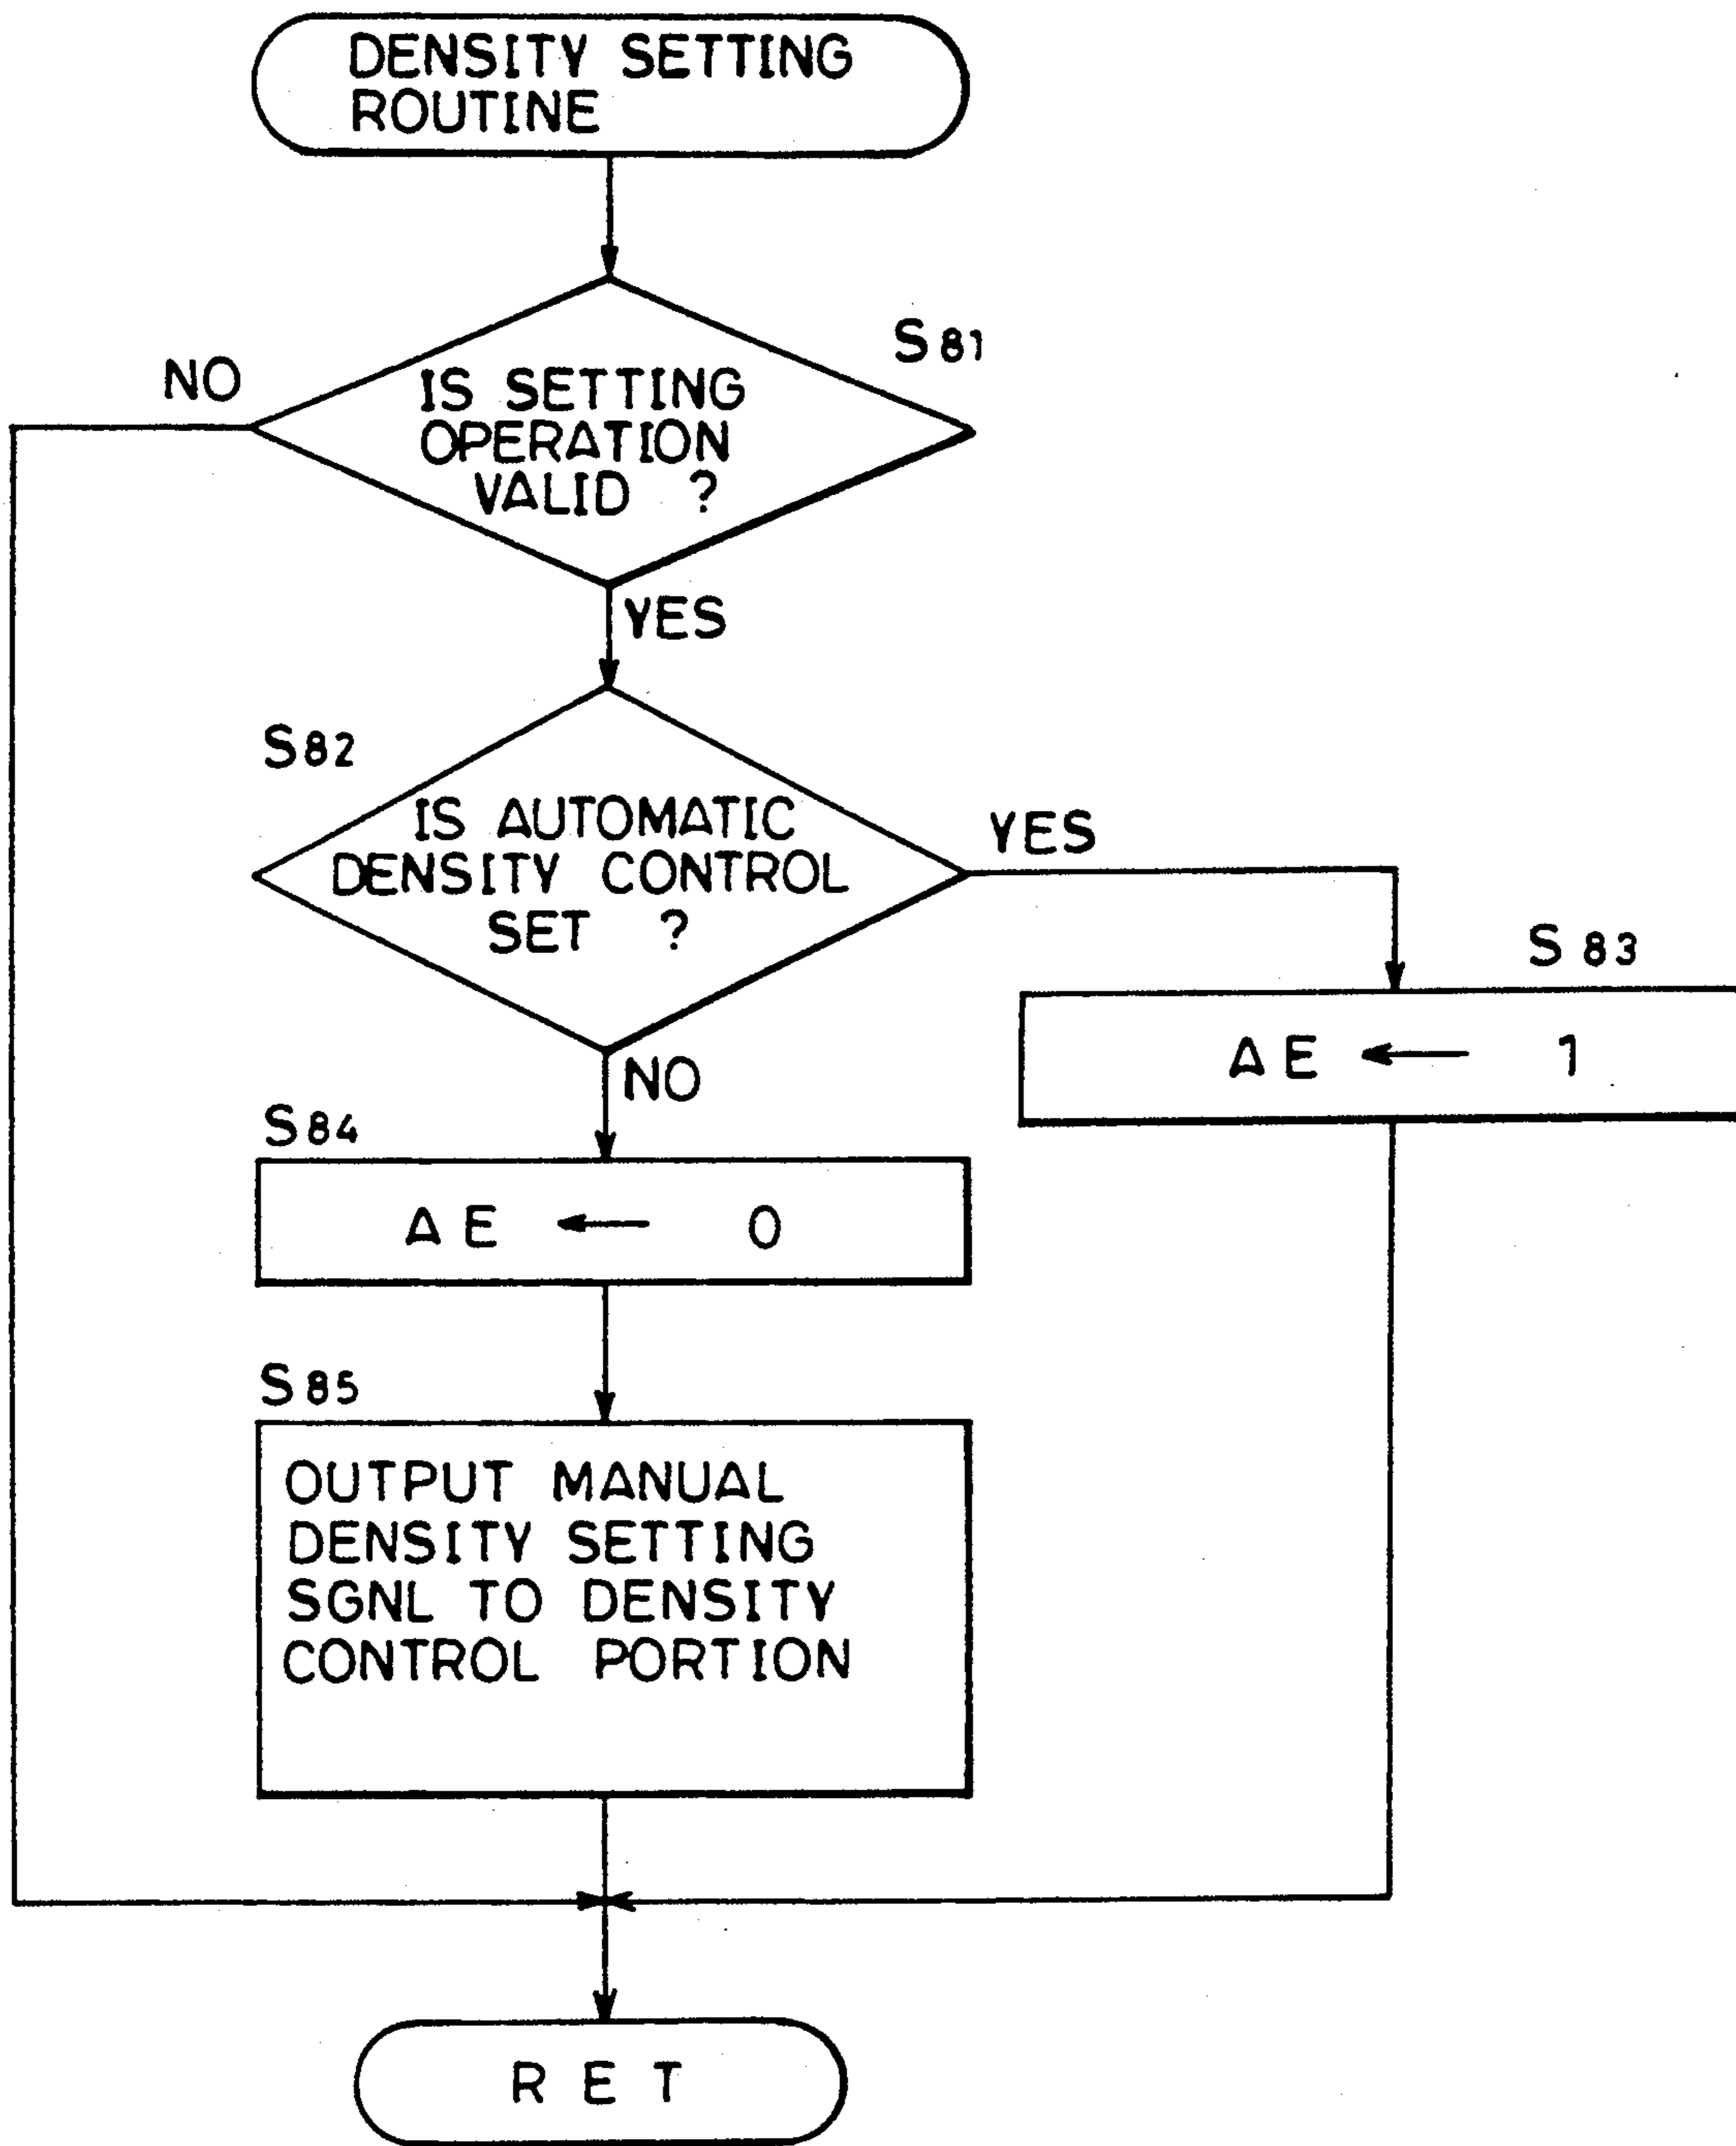 DENSITY SETTING
ROUTINE
S81
NO
IS SETTING
OPERATION
VALID ?
YES
S82
IS AUTOMATIC
DENSITY CONTROL
SET ?
YES
S83
AE ← 1
NO
S84
AE ← 0
S85
OUTPUT MANUAL
DENSITY SETTING
SGNL TO DENSITY
CONTROL PORTION
RET